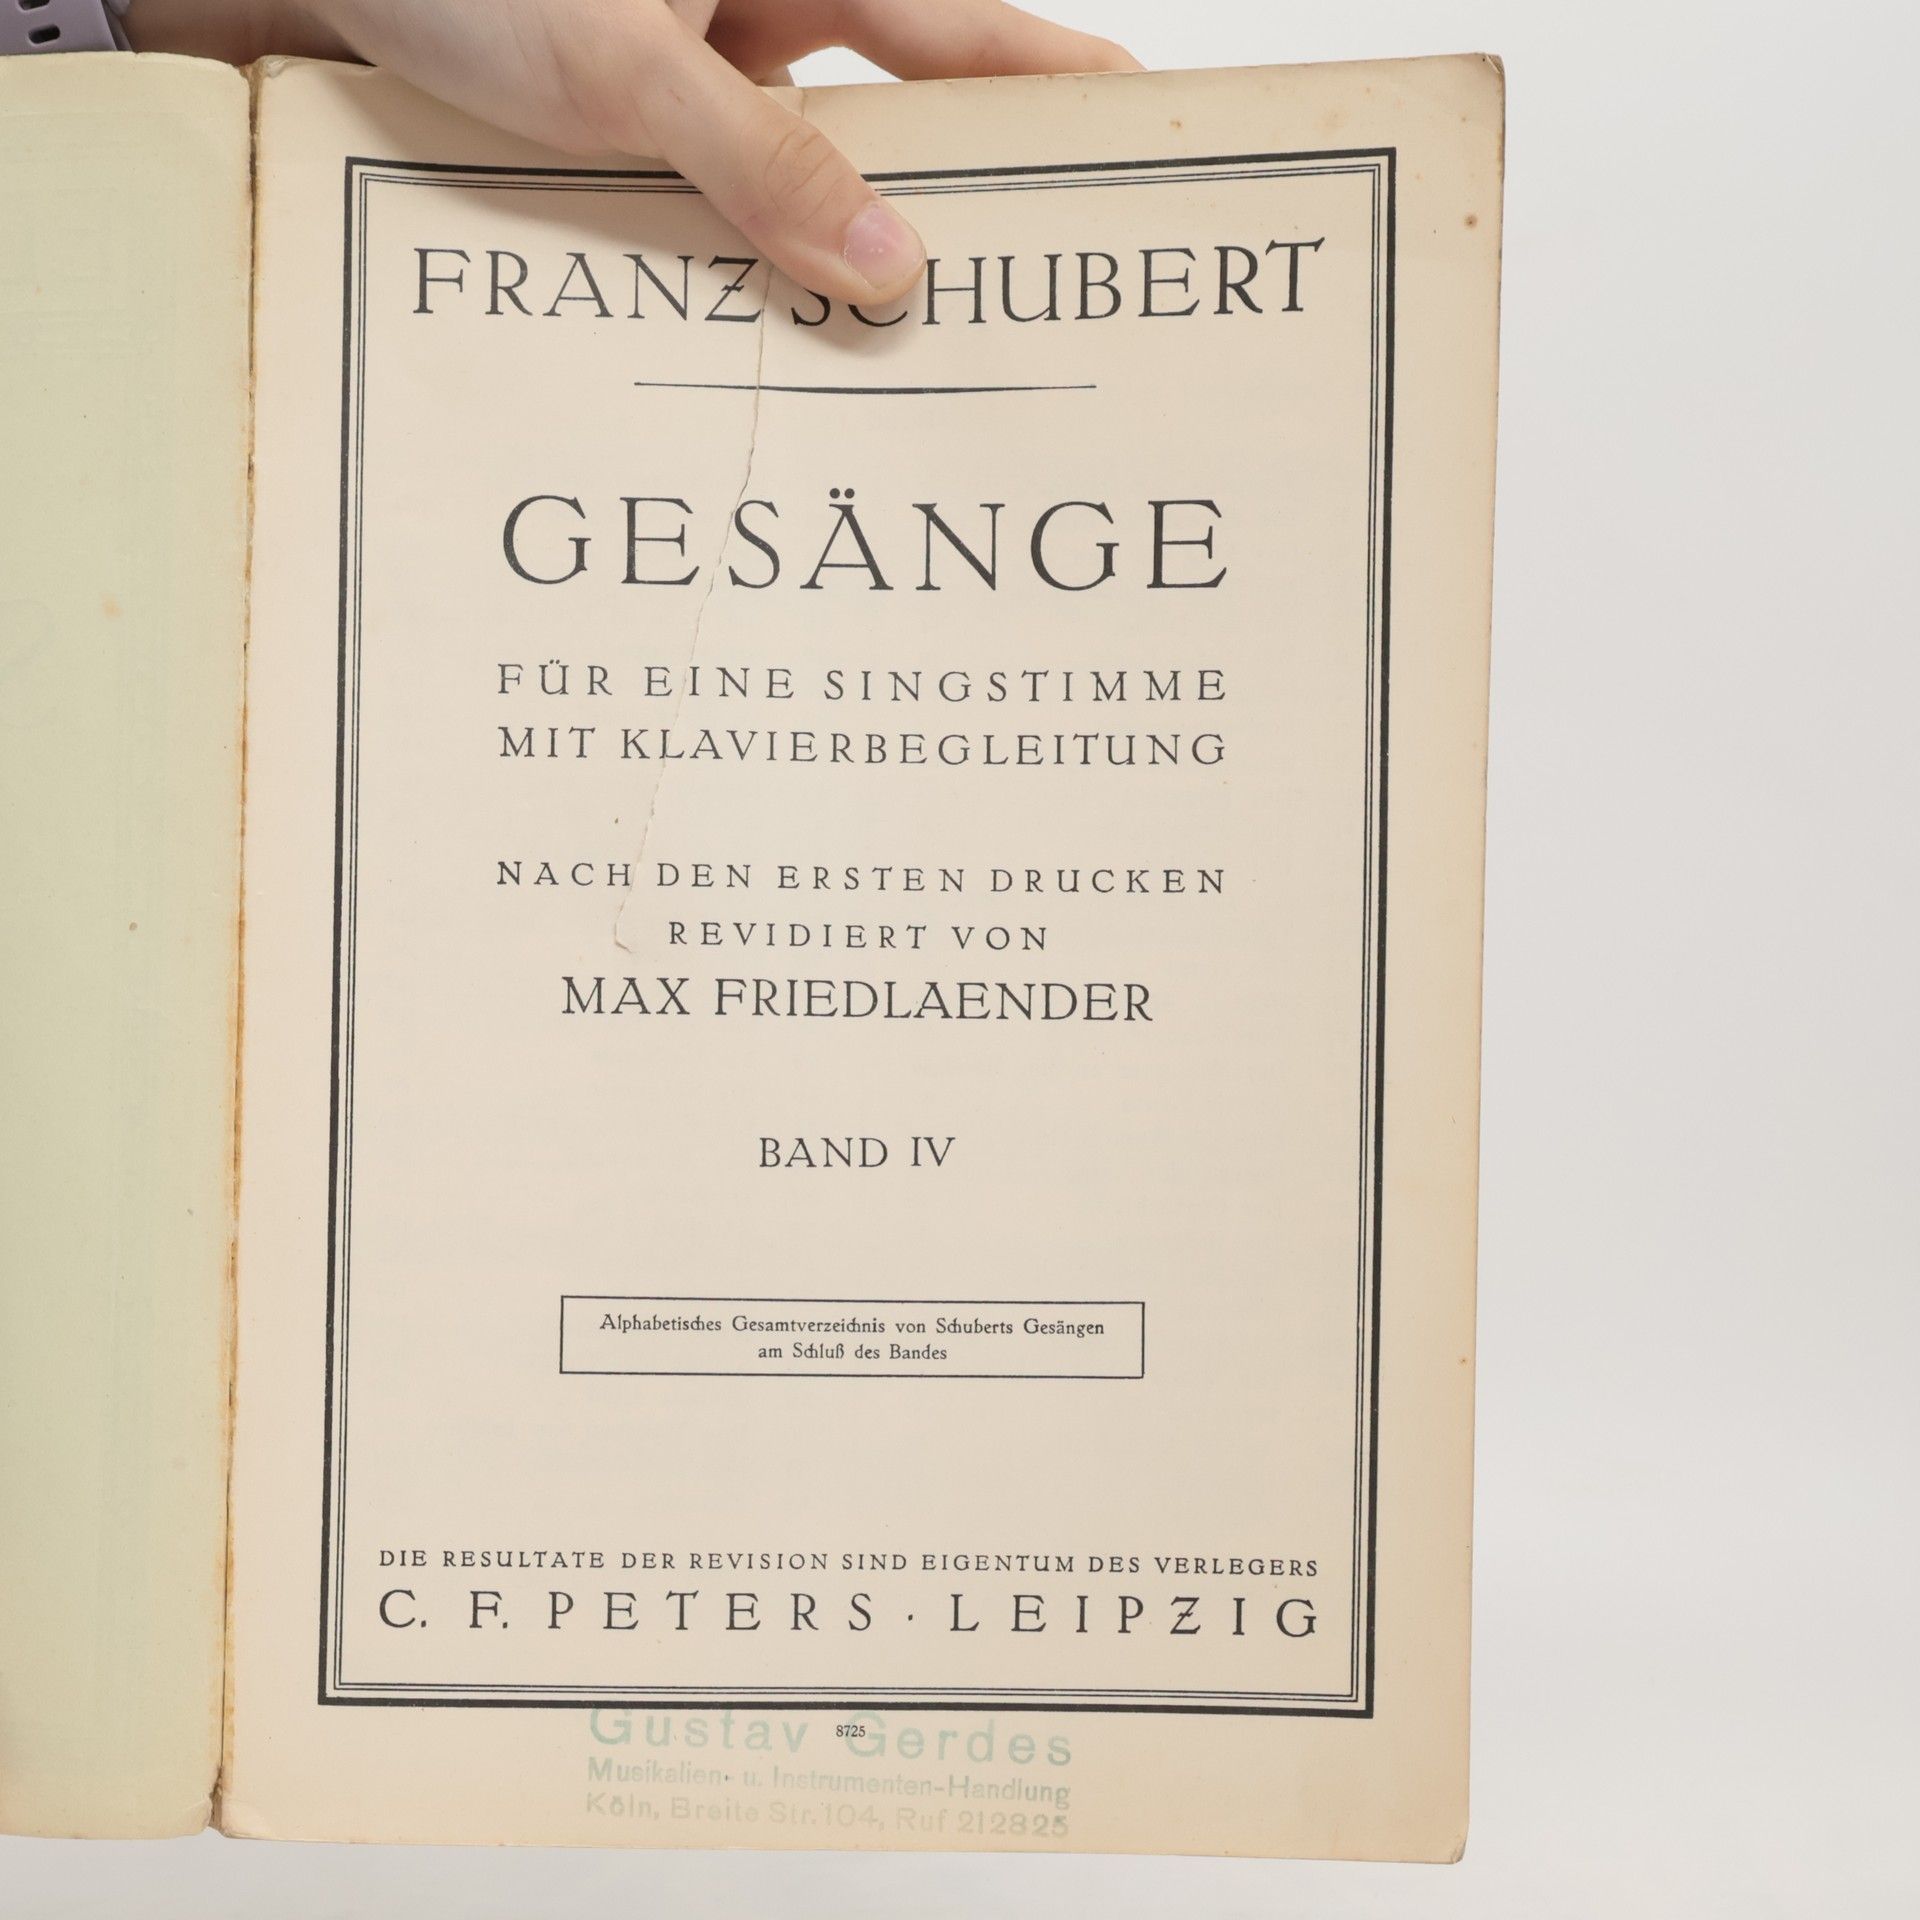 FRANZ SCHUBERT
GESÄNGE
FÜR EINE SINGSTIMME
MIT KLAVIERBEGLEITUNG
NACH DEN ERSTEN DRUCKEN
REVIDIERT VON
MAX FRIEDLAENDER
BAND IV
Alphabetisches Gesamtverzeichnis von Schuberts Gesängen
am Schluß des Bandes
DIE RESULTATE DER REVISION SIND EIGENTUM DES VERLEGERS
C. F. PETERS · LEIPZIG
8725
Gustav Gerdes
Musikalien- u. Instrumenten-Handlung
Köln, Breite Str. 104, Ruf 212825